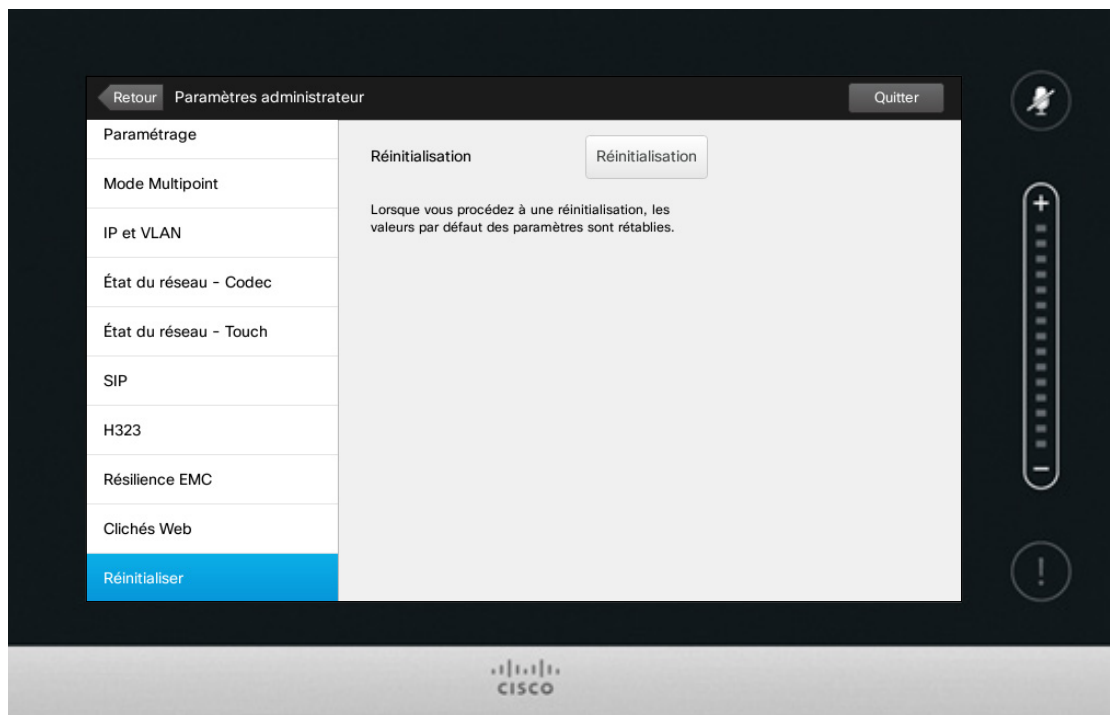 Retour
Paramètres administrateur
Quitter
Paramétrage
Mode Multipoint
IP et VLAN
État du réseau - Codec
État du réseau - Touch
SIP
H323
Résilience EMC
Clichés Web
Réinitialiser
Réinitialisation
Réinitialisation
Lorsque vous procédez à une réinitialisation, les
valeurs par défaut des paramètres sont rétablies.
+
−
!
CISCO